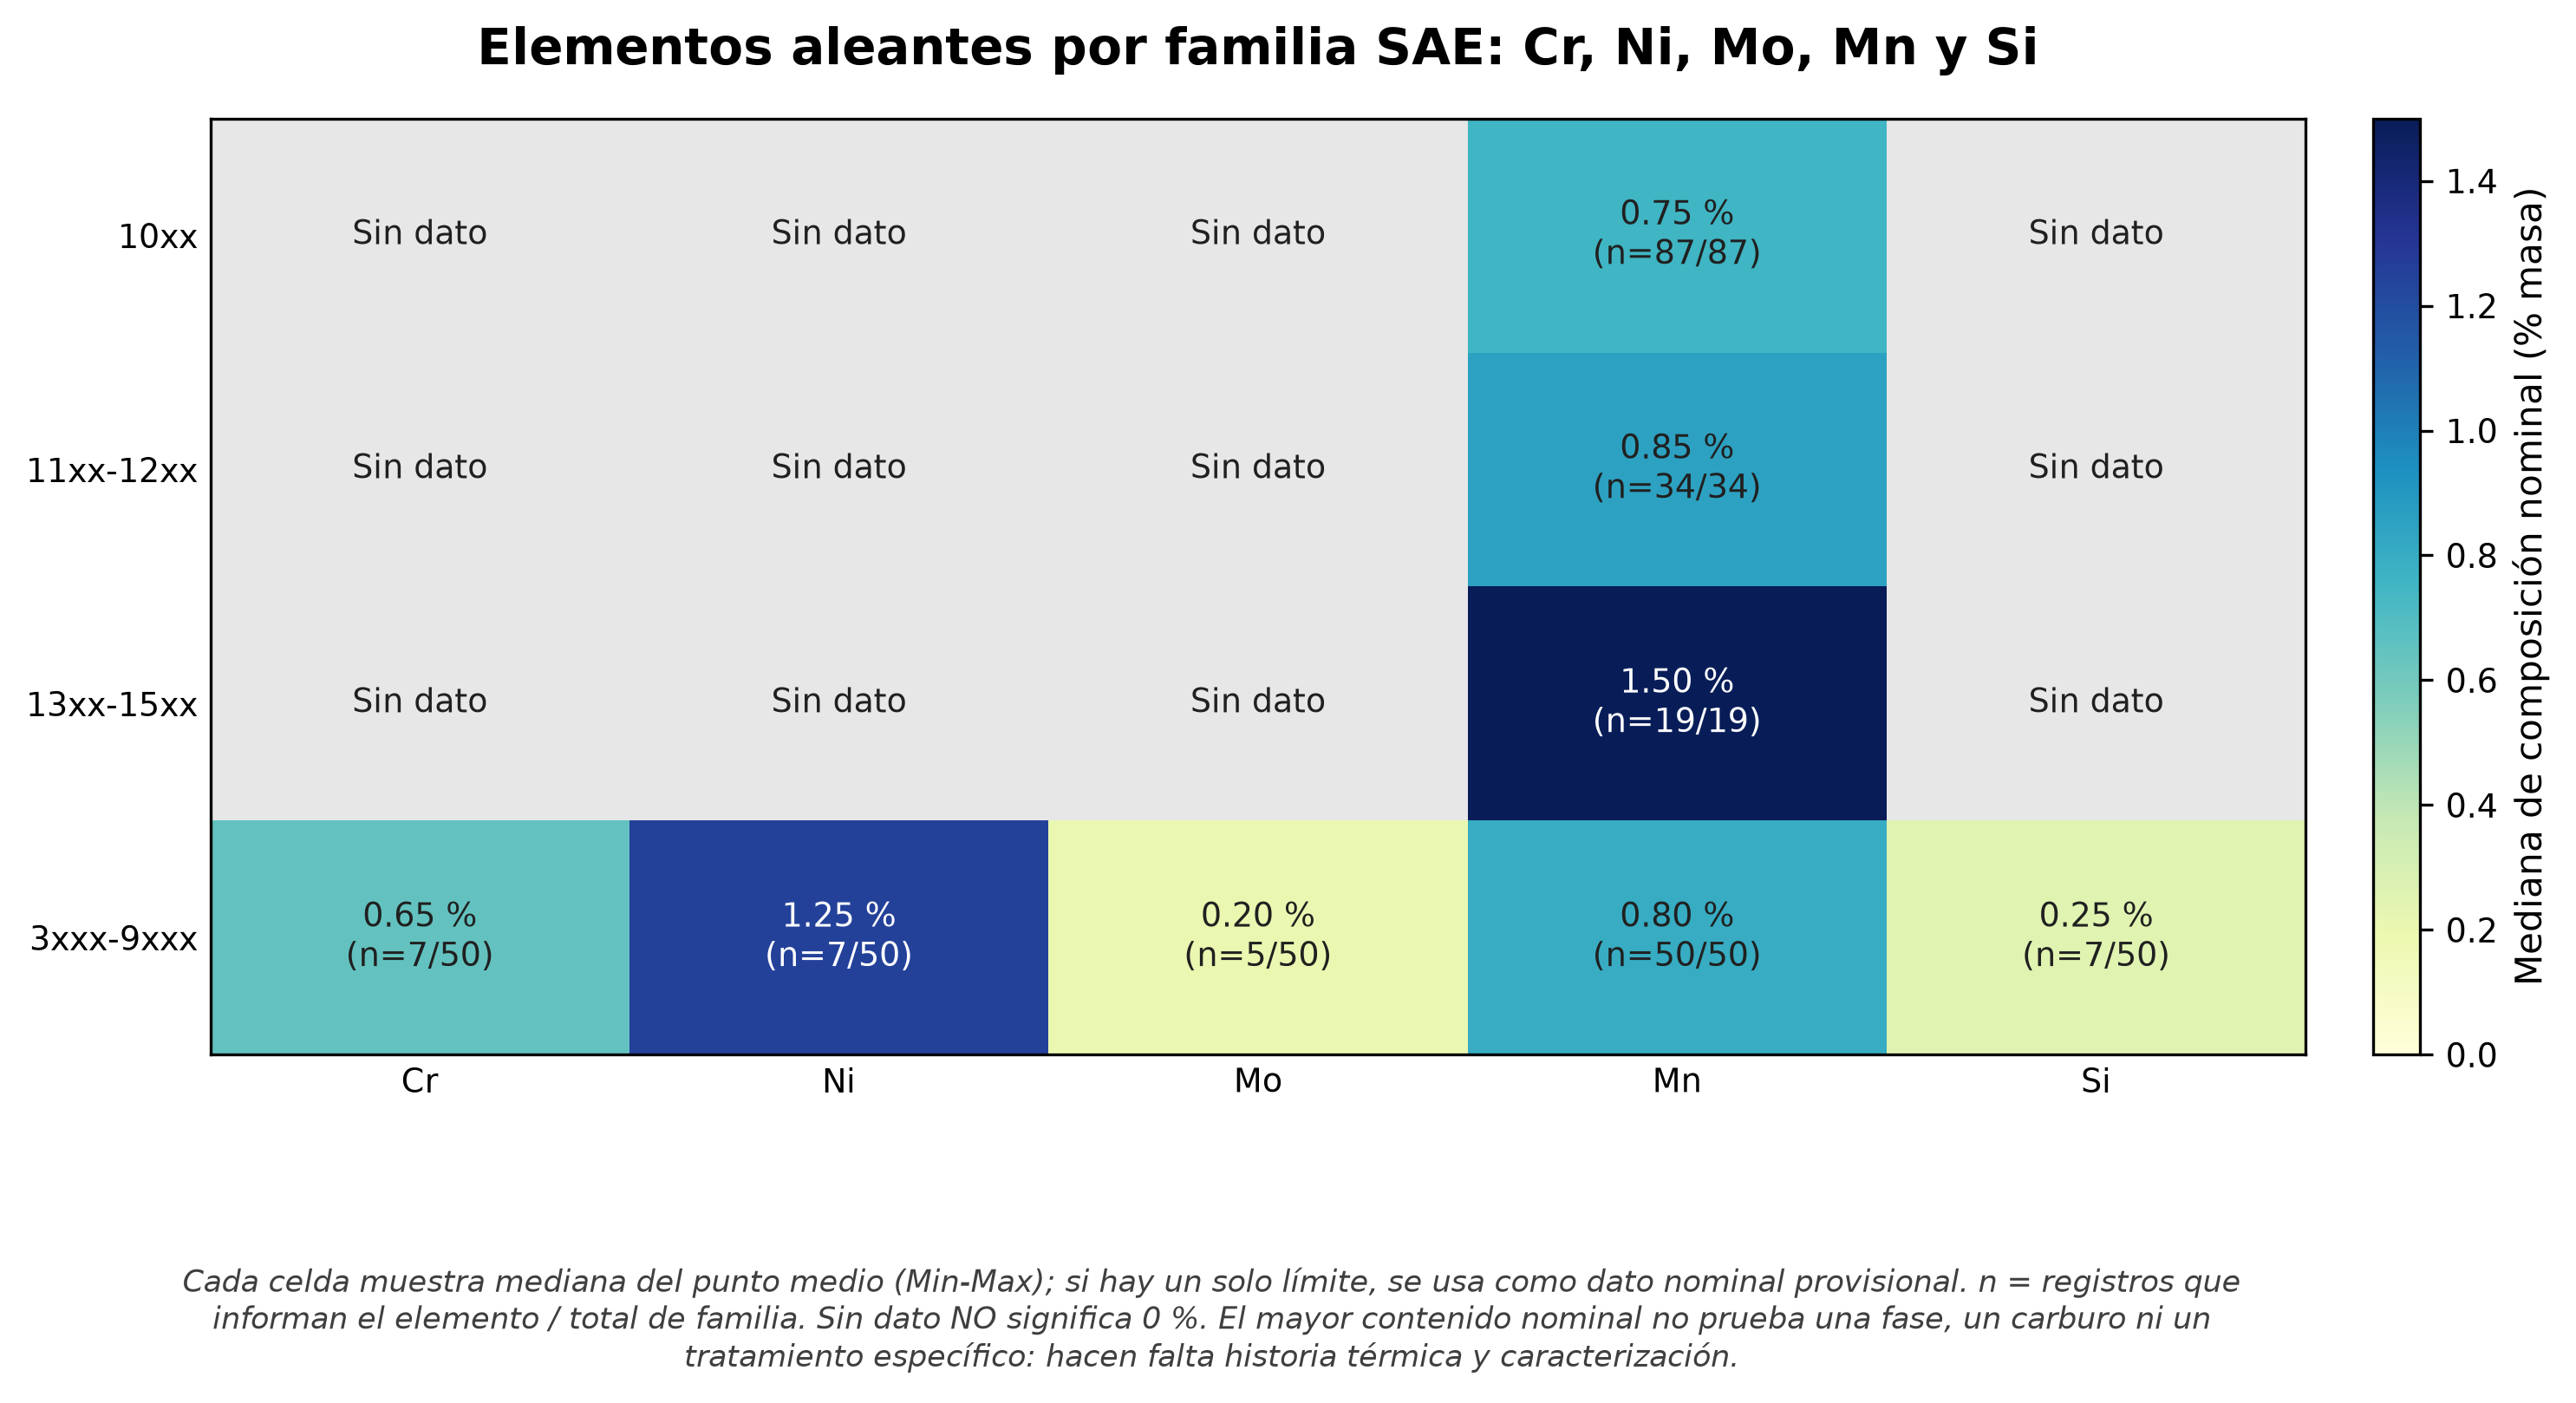 Elementos aleantes por familia SAE: Cr, Ni, Mo, Mn y Si
10xx
Sin dato
Sin dato
Sin dato
0.75 %
(n=87/87)
Sin dato
11xx-12xx
Sin dato
Sin dato
Sin dato
0.85 %
(n=34/34)
Sin dato
13xx-15xx
Sin dato
Sin dato
Sin dato
1.50 %
(n=19/19)
Sin dato
3xxx-9xxx
0.65 %
(n=7/50)
1.25 %
(n=7/50)
0.20 %
(n=5/50)
0.80 %
(n=50/50)
0.25 %
(n=7/50)
Cr
Ni
Mo
Mn
Si
1.4
1.2
1.0
0.8
0.6
0.4
0.2
0.0
Mediana de composición nominal (% masa)
Cada celda muestra mediana del punto medio (Min-Max); si hay un solo límite, se usa como dato nominal provisional. n = registros que
informan el elemento / total de familia. Sin dato NO significa 0 %. El mayor contenido nominal no prueba una fase, un carburo ni un
tratamiento específico: hacen falta historia térmica y caracterización.